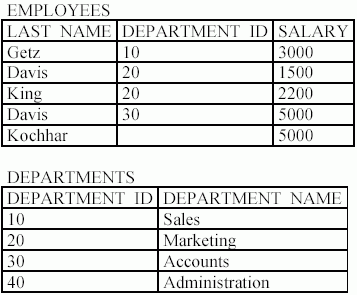 EMPLOYEES
LAST NAME DEPARTMENT ID SALARY
Getz 10 3000
Davis 20 1500
King 20 2200
Davis 30 5000
Kochhar 5000
DEPARTMENTS
DEPARTMENT ID DEPARTMENT NAME
10 Sales
20 Marketing
30 Accounts
40 Administration